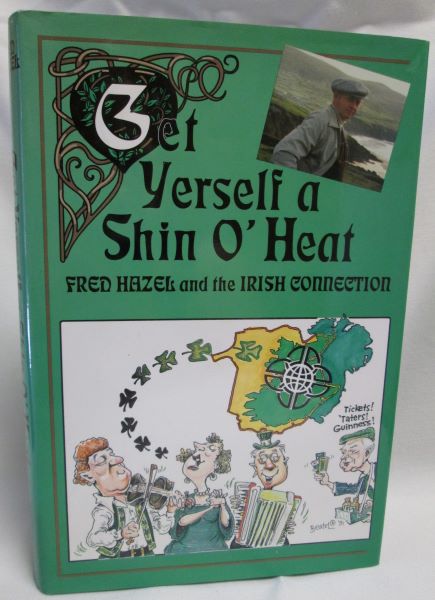 Get
Yerself a
Shin O' Heat
FRED HAZEL and the IRISH CONNECTION
Tickets!
'Taters!
Guinness!